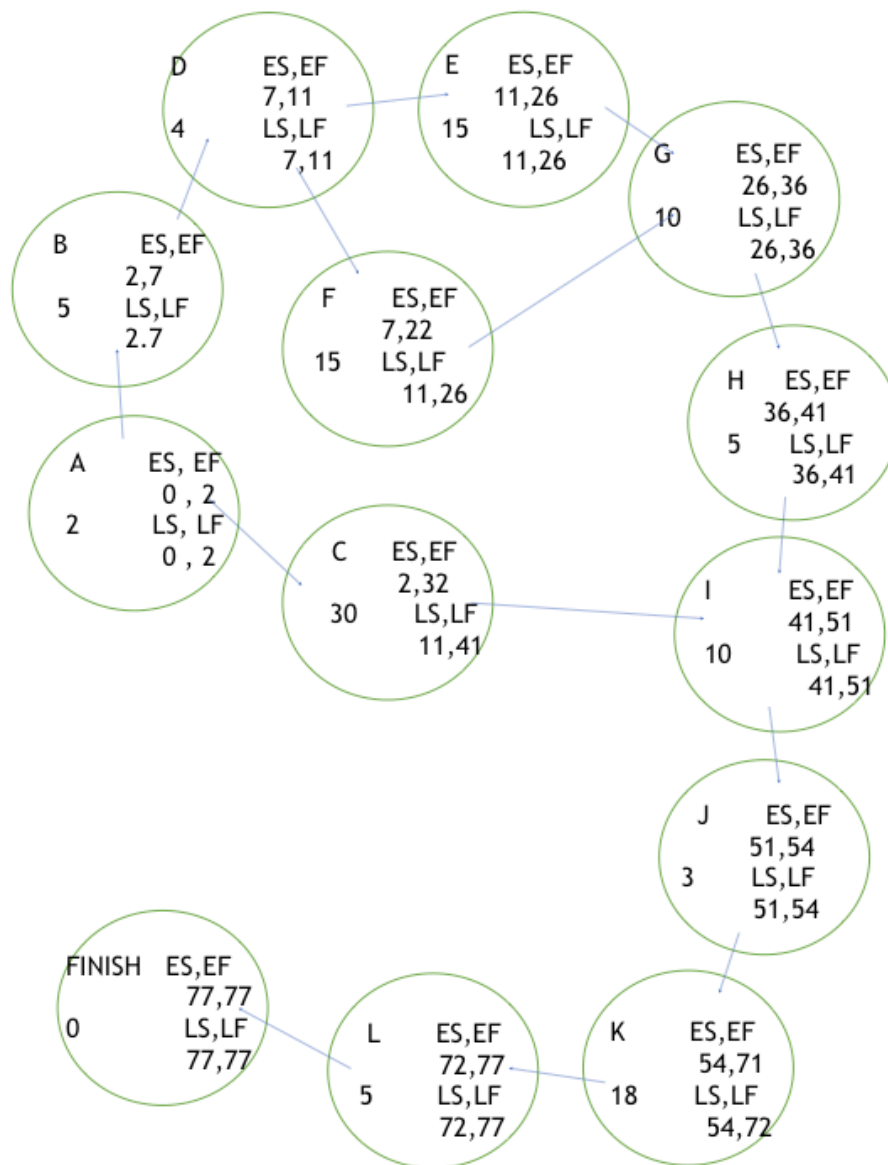 D ES,EF
7,11
4 LS,LF
7,11
E ES,EF
11,26
15 LS,LF
11,26
G ES,EF
26,36
10 LS,LF
26,36
B ES,EF
2,7
5 LS,LF
2.7
F ES,EF
7,22
15 LS,LF
11,26
H ES,EF
36,41
5 LS,LF
36,41
A ES, EF
0 , 2
2 LS, LF
0 , 2
C ES,EF
2,32
30 LS,LF
11,41
I ES,EF
41,51
10 LS,LF
41,51
J ES,EF
51,54
3 LS,LF
51,54
FINISH ES,EF
77,77
0 LS,LF
77,77
L ES,EF
72,77
5 LS,LF
72,77
K ES,EF
54,71
18 LS,LF
54,72